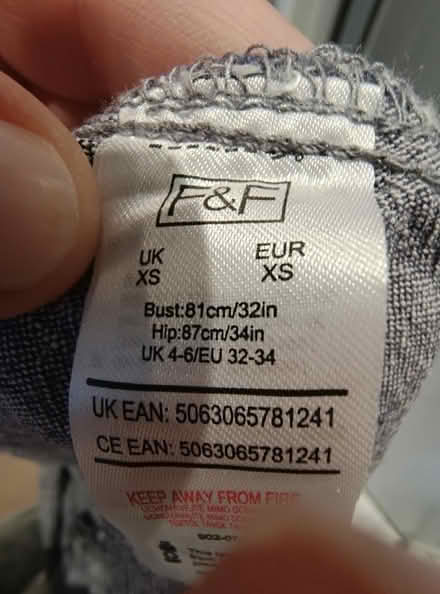 F&F
UK EUR
XS XS
Bust:81cm/32in
Hip:87cm/34in
UK 4-6/EU 32-34
UK EAN: 5063065781241
CE EAN: 5063065781241
KEEP AWAY FROM FIRE